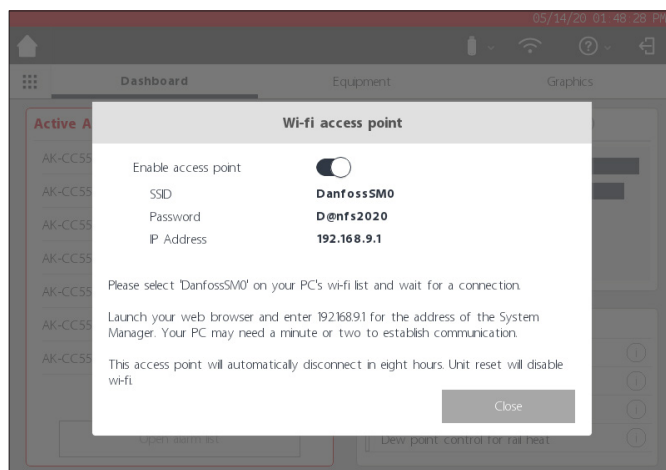 05/14/20 01 48 28 PM
Dashboard Equipment Graphics
Active A
Wi-fi access point
AK-CC55
AK-CC55
AK-CC55
AK-CC55
AK-CC55
AK-CC55
AK-CC55
Enable access point
SSID DanfossSM0
Password D@nfs2020
IP Address 192.168.9.1
Please select 'DanfossSM0' on your PC's wi-fi list and wait for a connection.
Launch your web browser and enter 192.168.9.1 for the address of the System
Manager. Your PC may need a minute or two to establish communication.
This access point will automatically disconnect in eight hours. Unit reset will disable
wi-fi.
Close
Open alarm list
Dew point control for rail heat